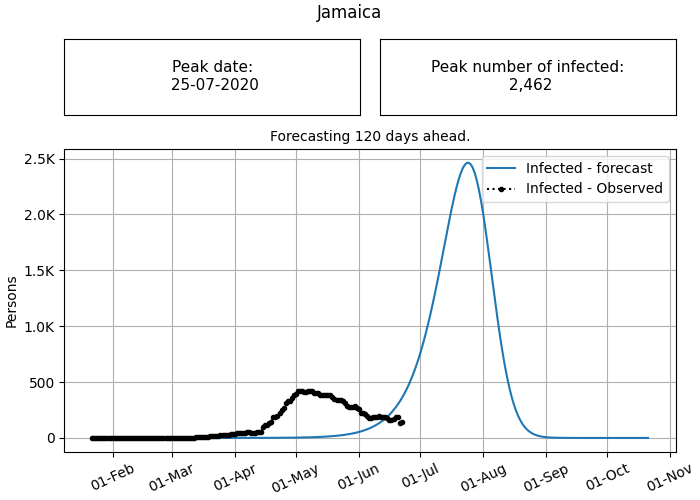 Jamaica
Peak date:
25-07-2020
Peak number of infected:
2,462
Forecasting 120 days ahead.
Infected - forecast
Infected - Observed
Persons
2.5K
2.0K
1.5K
1.0K
500
0
01-Feb
01-Mar
01-Apr
01-May
01-Jun
01-Jul
01-Aug
01-Sep
01-Oct
01-Nov